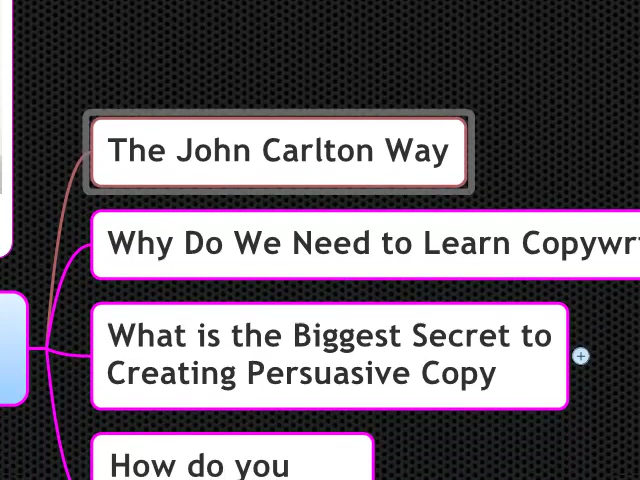 The John Carlton Way
Why Do We Need to Learn
What is the Biggest Secret to
Creating Persuasive Copy
How do you